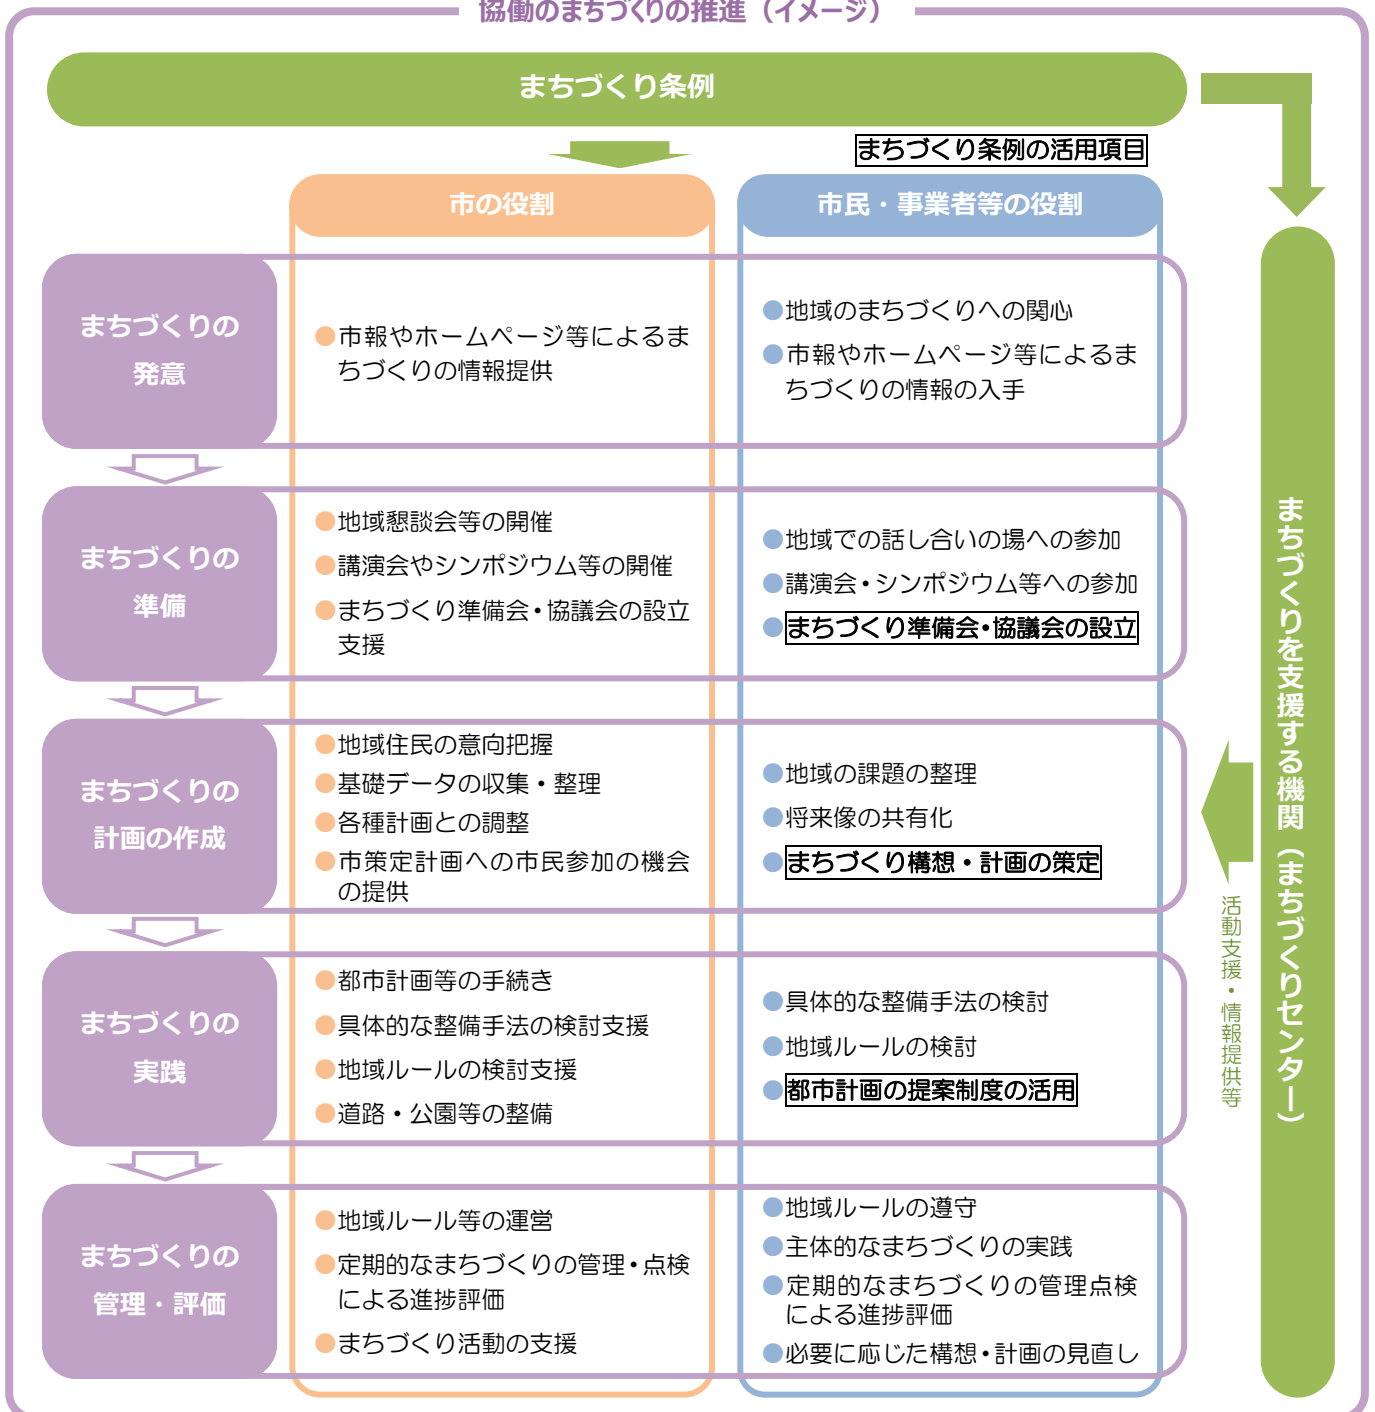 協働のまちづくりの推進（イメージ）
まちづくり条例
まちづくり条例の活用項目
市の役割
市民・事業者等の役割
まちづくりの
発意
●市報やホームページ等によるま
ちづくりの情報提供
●地域のまちづくりへの関心
●市報やホームページ等によるま
ちづくりの情報の入手
まちづくりの
準備
●地域懇談会等の開催
●講演会やシンポジウム等の開催
●まちづくり準備会・協議会の設立
支援
●地域での話し合いの場への参加
●講演会・シンポジウム等への参加
●まちづくり準備会・協議会の設立
まちづくりの
計画の作成
●地域住民の意向把握
●基礎データの収集・整理
●各種計画との調整
●市策定計画への市民参加の機会
の提供
●地域の課題の整理
●将来像の共有化
●まちづくり構想・計画の策定
まちづくりの
実践
●都市計画等の手続き
●具体的な整備手法の検討支援
●地域ルールの検討支援
●道路・公園等の整備
●具体的な整備手法の検討
●地域ルールの検討
●都市計画の提案制度の活用
まちづくりの
管理・評価
●地域ルール等の運営
●定期的なまちづくりの管理・点検
による進捗評価
●まちづくり活動の支援
●地域ルールの遵守
●主体的なまちづくりの実践
●定期的なまちづくりの管理点検
による進捗評価
●必要に応じた構想・計画の見直し
活動支援・情報提供等
まちづくりを支援する機関（まちづくりセンター）